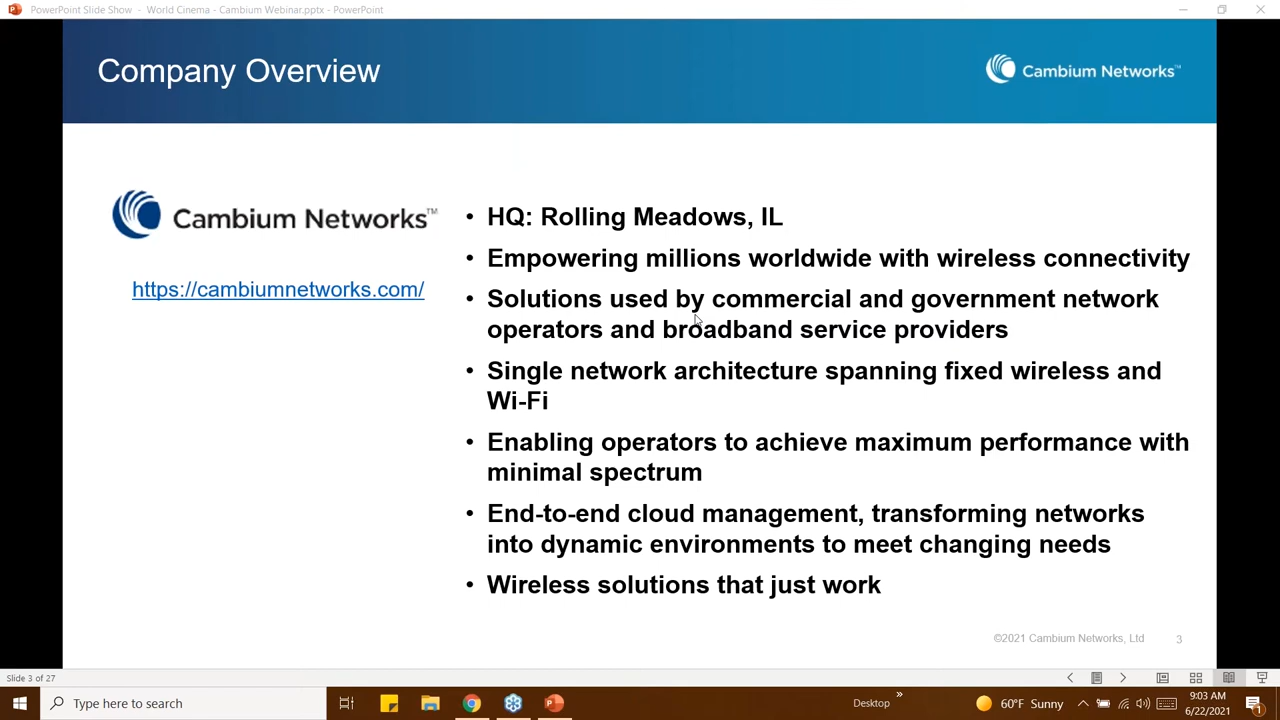 PowerPoint Slide Show - World Cinema - Cambium Webinar.pptx - PowerPoint
Company Overview
Cambium Networks™
Cambium Networks™
https://cambiumnetworks.com/
• HQ: Rolling Meadows, IL
• Empowering millions worldwide with wireless connectivity
• Solutions used by commercial and government network
operators and broadband service providers
• Single network architecture spanning fixed wireless and
Wi-Fi
• Enabling operators to achieve maximum performance with
minimal spectrum
• End-to-end cloud management, transforming networks
into dynamic environments to meet changing needs
• Wireless solutions that just work
©2021 Cambium Networks, Ltd 3
Slide 3 of 27
Type here to search
Desktop
60°F Sunny
9:03 AM
6/22/2021
1